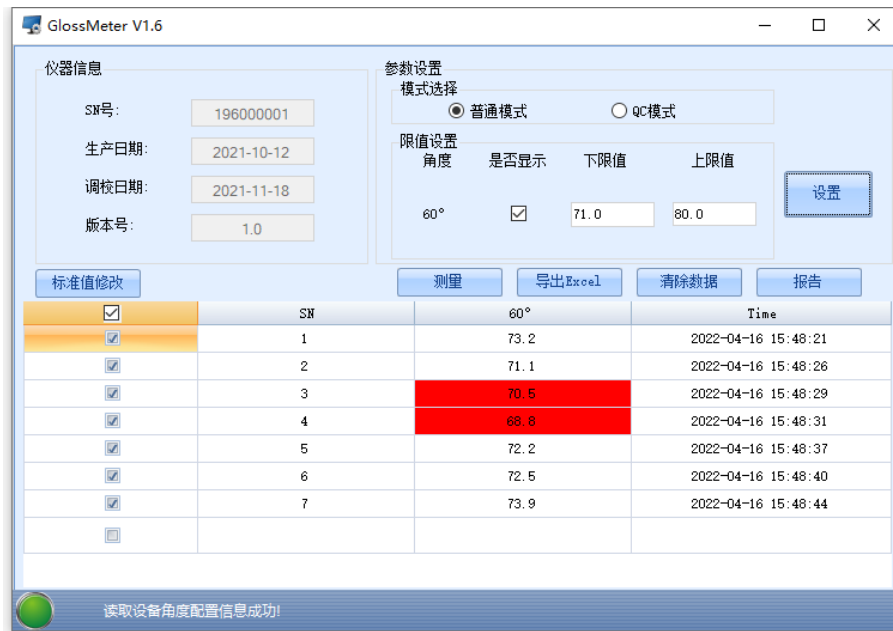 GlossMeter V1.6
仪器信息
SN号:
196000001
生产日期:
2021-10-12
调校日期:
2021-11-18
版本号:
1.0
参数设置
模式选择
普通模式
QC模式
限值设置
角度 是否显示 下限值 上限值
60° 71.0 80.0
设置
标准值修改 测量 导出Excel 清除数据 报告
SN 60° Time
1 73.2 2022-04-16 15:48:21
2 71.1 2022-04-16 15:48:26
3 70.5 2022-04-16 15:48:29
4 68.8 2022-04-16 15:48:31
5 72.2 2022-04-16 15:48:37
6 72.5 2022-04-16 15:48:40
7 73.9 2022-04-16 15:48:44
读取设备角度配置信息成功!